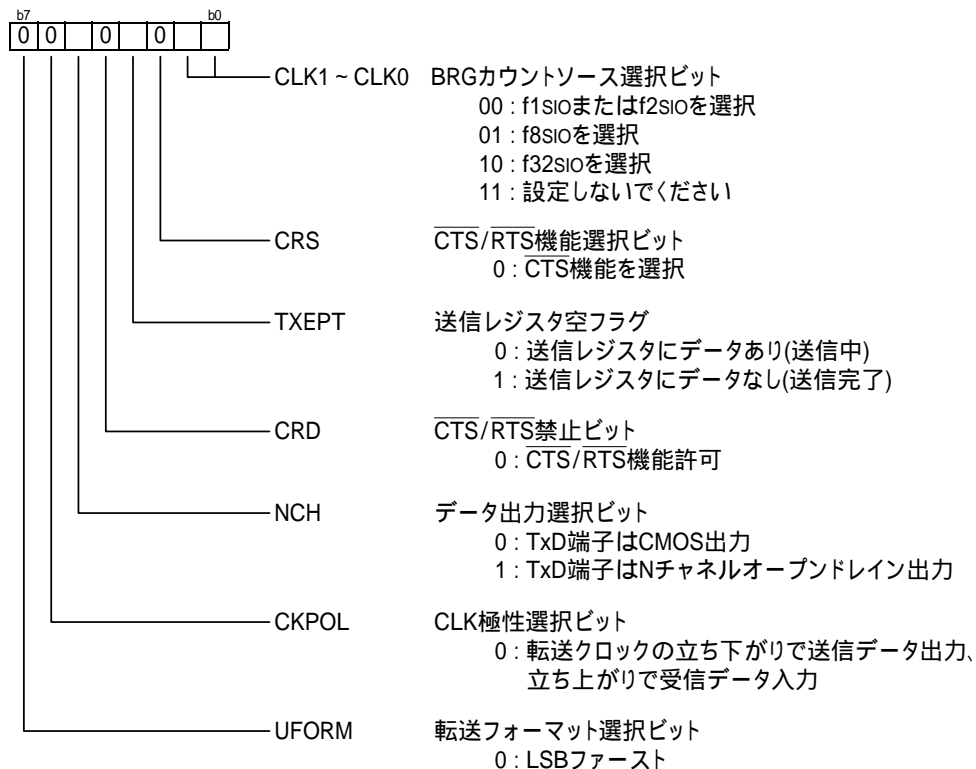 b7 b0
0 0 0 0
CLK1 ~ CLK0 BRGカウントソース選択ビット
00 : f1SIOまたはf2SIOを選択
01 : f8SIOを選択
10 : f32SIOを選択
11 : 設定しないでください
CRS CTS/RTS機能選択ビット
0 : CTS機能を選択
TXEPT 送信レジスタ空フラグ
0 : 送信レジスタにデータあり(送信中)
1 : 送信レジスタにデータなし(送信完了)
CRD CTS/RTS禁止ビット
0 : CTS/RTS機能許可
NCH データ出力選択ビット
0 : TxD端子はCMOS出力
1 : TxD端子はNチャネルオープンドレイン出力
CKPOL CLK極性選択ビット
0 : 転送クロックの立ち下がりで送信データ出力、
立ち上がりで受信データ入力
UFORM 転送フォーマット選択ビット
0 : LSBファースト